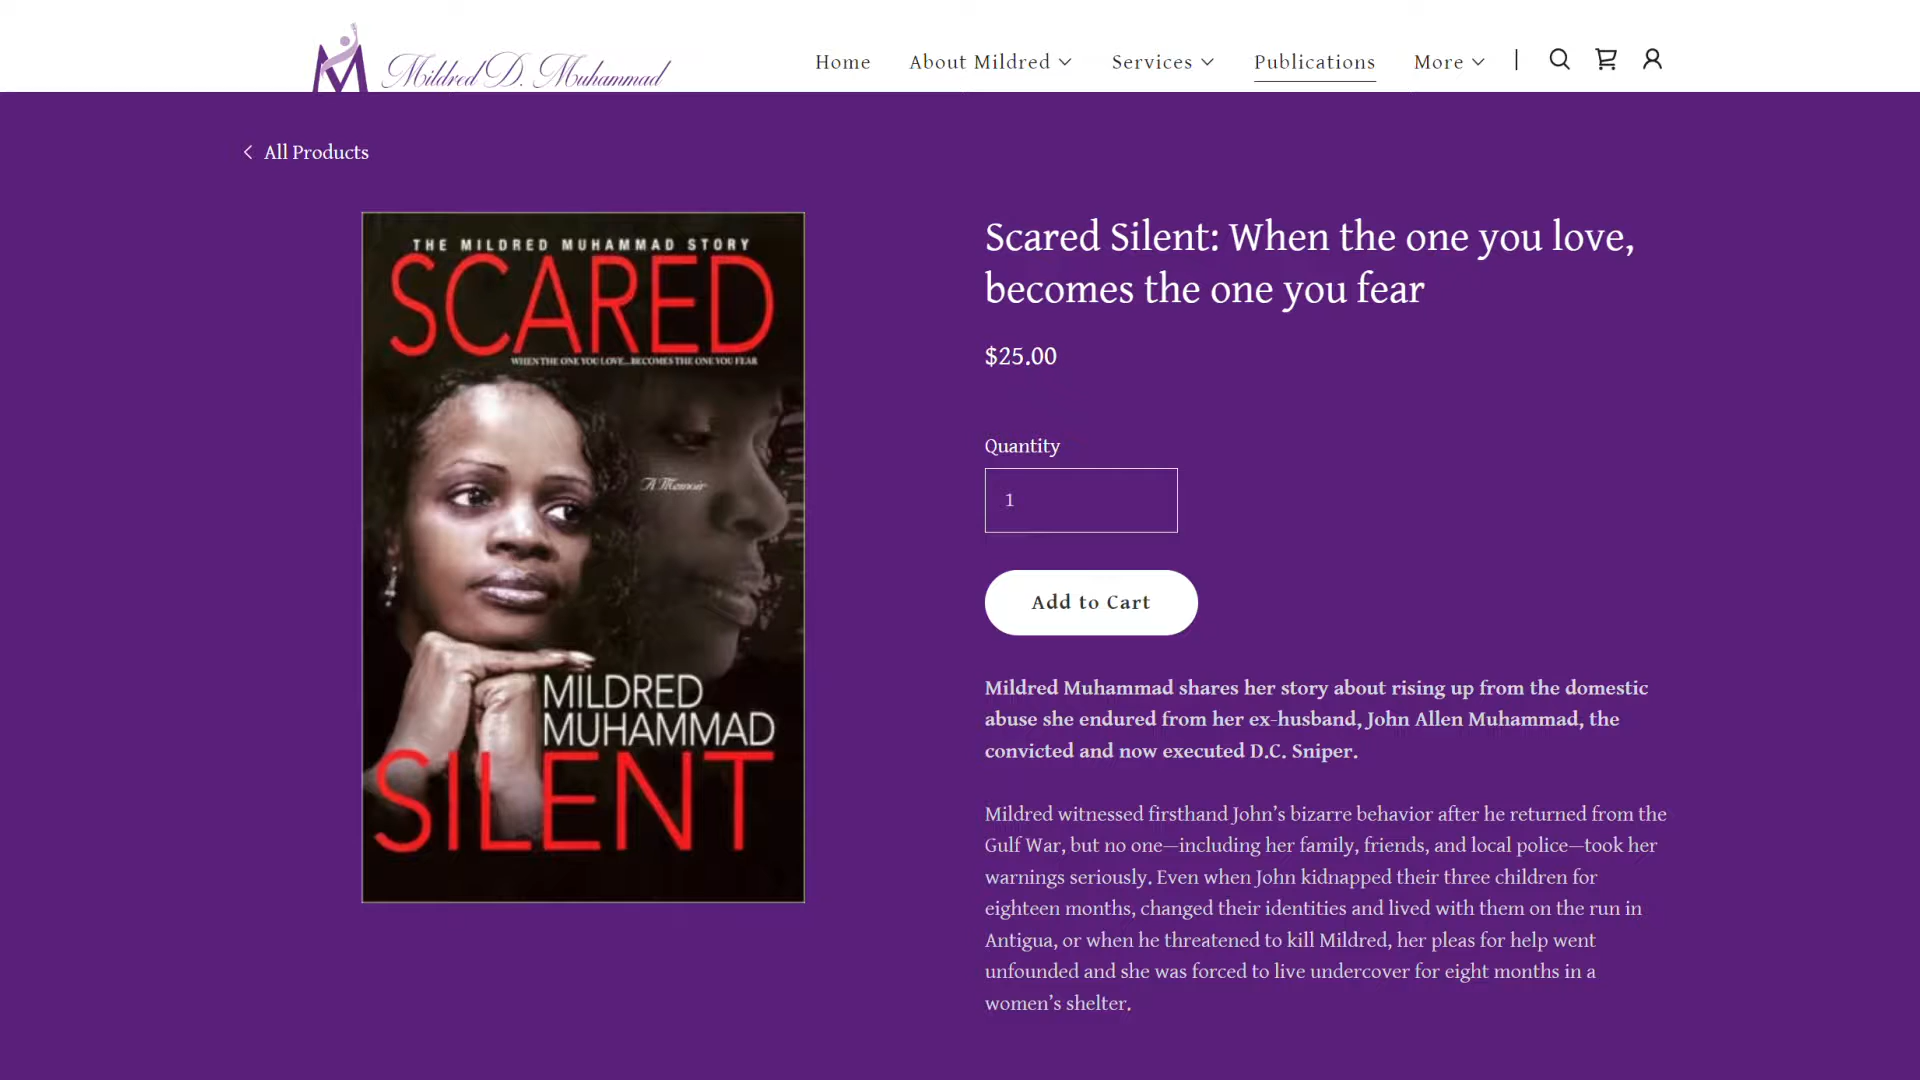 Mildred D. Muhammad
Home
About Mildred
Services
Publications
More
All Products
THE MILDRED MUHAMMAD STORY
SCARED
WHEN THE ONE YOU LOVE...BECOMES THE ONE YOU FEAR
A Memoir
MILDRED
MUHAMMAD
SILENT
Scared Silent: When the one you love,
becomes the one you fear
$25.00
Quantity
1
Add to Cart
Mildred Muhammad shares her story about rising up from the domestic
abuse she endured from her ex-husband, John Allen Muhammad, the
convicted and now executed D.C. Sniper.
Mildred witnessed firsthand John’s bizarre behavior after he returned from the
Gulf War, but no one—including her family, friends, and local police—took her
warnings seriously. Even when John kidnapped their three children for
eighteen months, changed their identities and lived with them on the run in
Antigua, or when he threatened to kill Mildred, her pleas for help went
unfounded and she was forced to live undercover for eight months in a
women’s shelter.